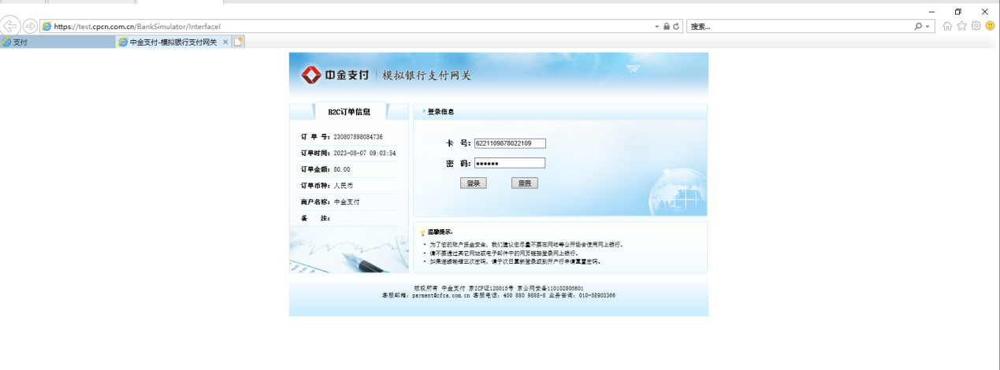 https://test.cpcn.com.cn/BankSimulator/InterfaceI
搜索...
支付
中金支付-模拟银行支付网关
中金支付 模拟银行支付网关
B2C订单信息
订 单 号: 230807898084736
订单时间: 2023-08-07 09:03:54
订单金额: 80.00
订单币种: 人民币
商户名称: 中金支付
备 注:
登录信息
卡 号: 6221109878022109
密 码: ●●●●●●
登录 重置
温馨提示。
· 为了您的账户资金安全，我们建议您尽量不要在网吧等公开场合使用网上银行。
· 请不要通过其它网站或电子邮件中的网页链接登录网上银行。
· 如果连续输错三次密码，请于次日重新登录或到开户行申请重置密码。
版权所有 中金支付 京ICP证120015号 京公网安备110102005601
客服邮箱: payment@cfca.com.cn 客服电话: 400 880 9888-8 业务咨询: 010-58903366